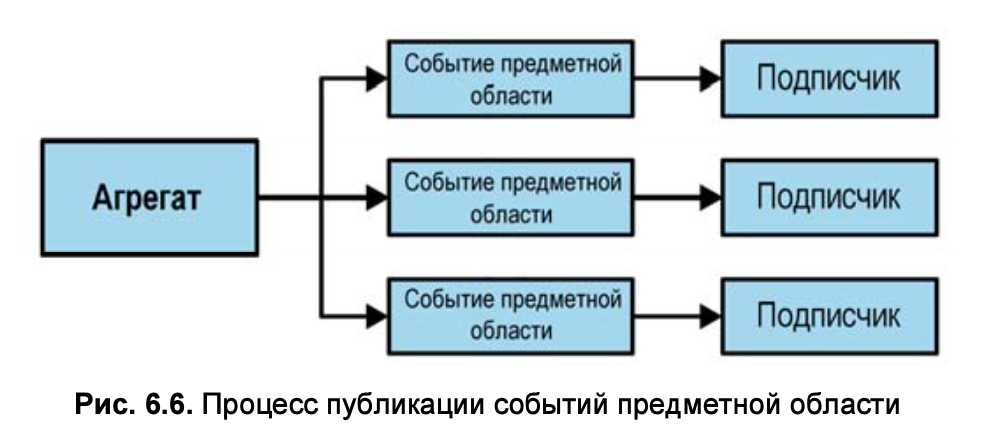 Событие предметной
области
Подписчик
Агрегат
Событие предметной
области
Подписчик
Событие предметной
области
Подписчик
Рис. 6.6. Процесс публикации событий предметной области